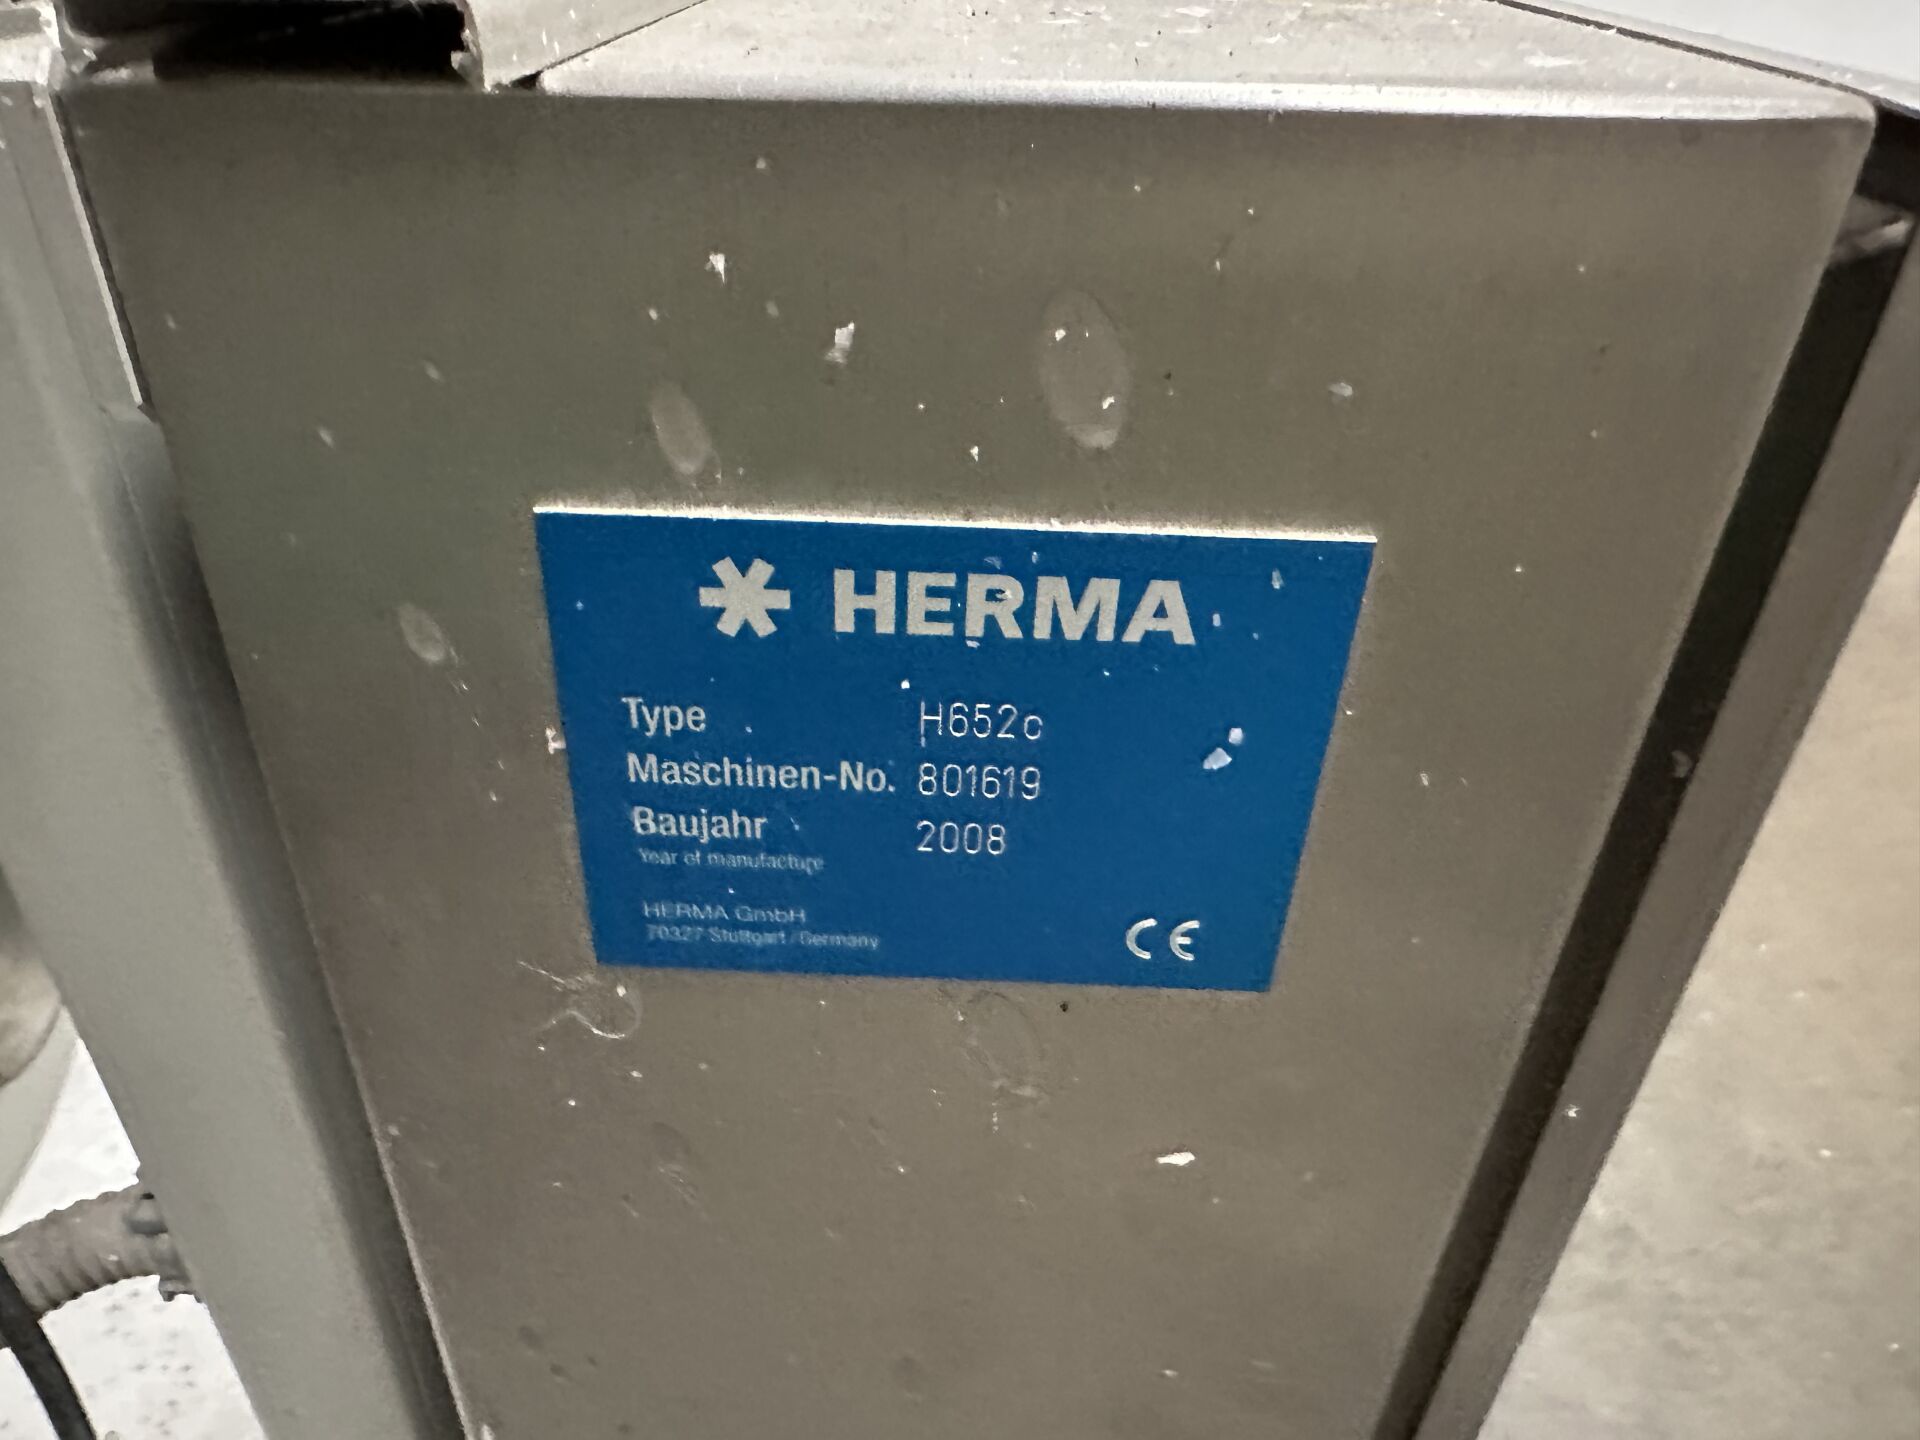 HERMA
Type H652c
Maschinen-No. 801619
Baujahr 2008
Year of manufacture
HERMA GmbH
70327 Stuttgart / Germany
CE